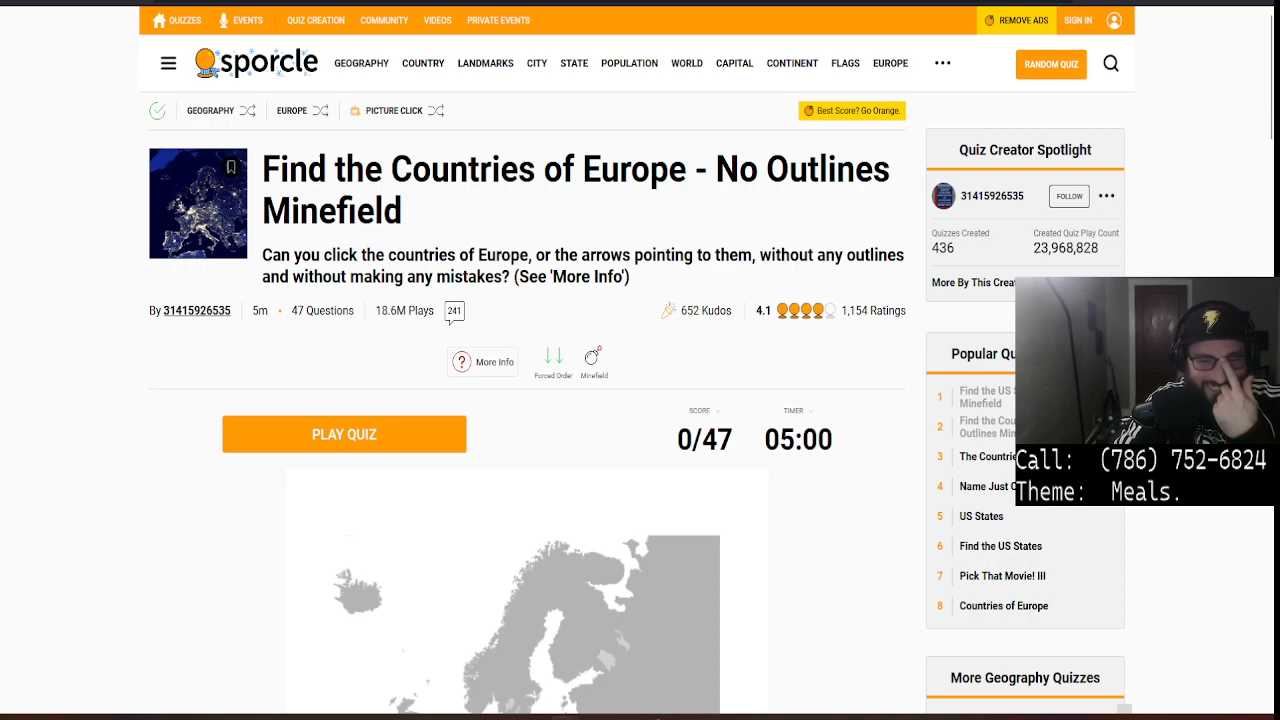 QUIZZES EVENTS QUIZ CREATION COMMUNITY VIDEOS PRIVATE EVENTS REMOVE ADS SIGN IN
sporcle GEOGRAPHY COUNTRY LANDMARKS CITY STATE POPULATION WORLD CAPITAL CONTINENT FLAGS EUROPE ••• RANDOM QUIZ
GEOGRAPHY EUROPE PICTURE CLICK Best Score? Go Orange.
Find the Countries of Europe - No Outlines
Minefield
Can you click the countries of Europe, or the arrows pointing to them, without any outlines
and without making any mistakes? (See 'More Info')
By 31415926535 5m • 47 Questions 18.6M Plays 241 652 Kudos 4.1 1,154 Ratings
? More Info Forced Order Minefield
PLAY QUIZ
SCORE TIMER
0/47 05:00
Quiz Creator Spotlight
31415926535 FOLLOW •••
Quizzes Created Created Quiz Play Count
436 23,968,828
More By This Crea
Popular Qu
1 Find the US
Minefield
2 Find the Cou
Outlines Min
3 The Countrie
4 Name Just
5 US States
6 Find the US States
7 Pick That Movie! III
8 Countries of Europe
More Geography Quizzes
Call: (786) 752-6824
Theme: Meals.